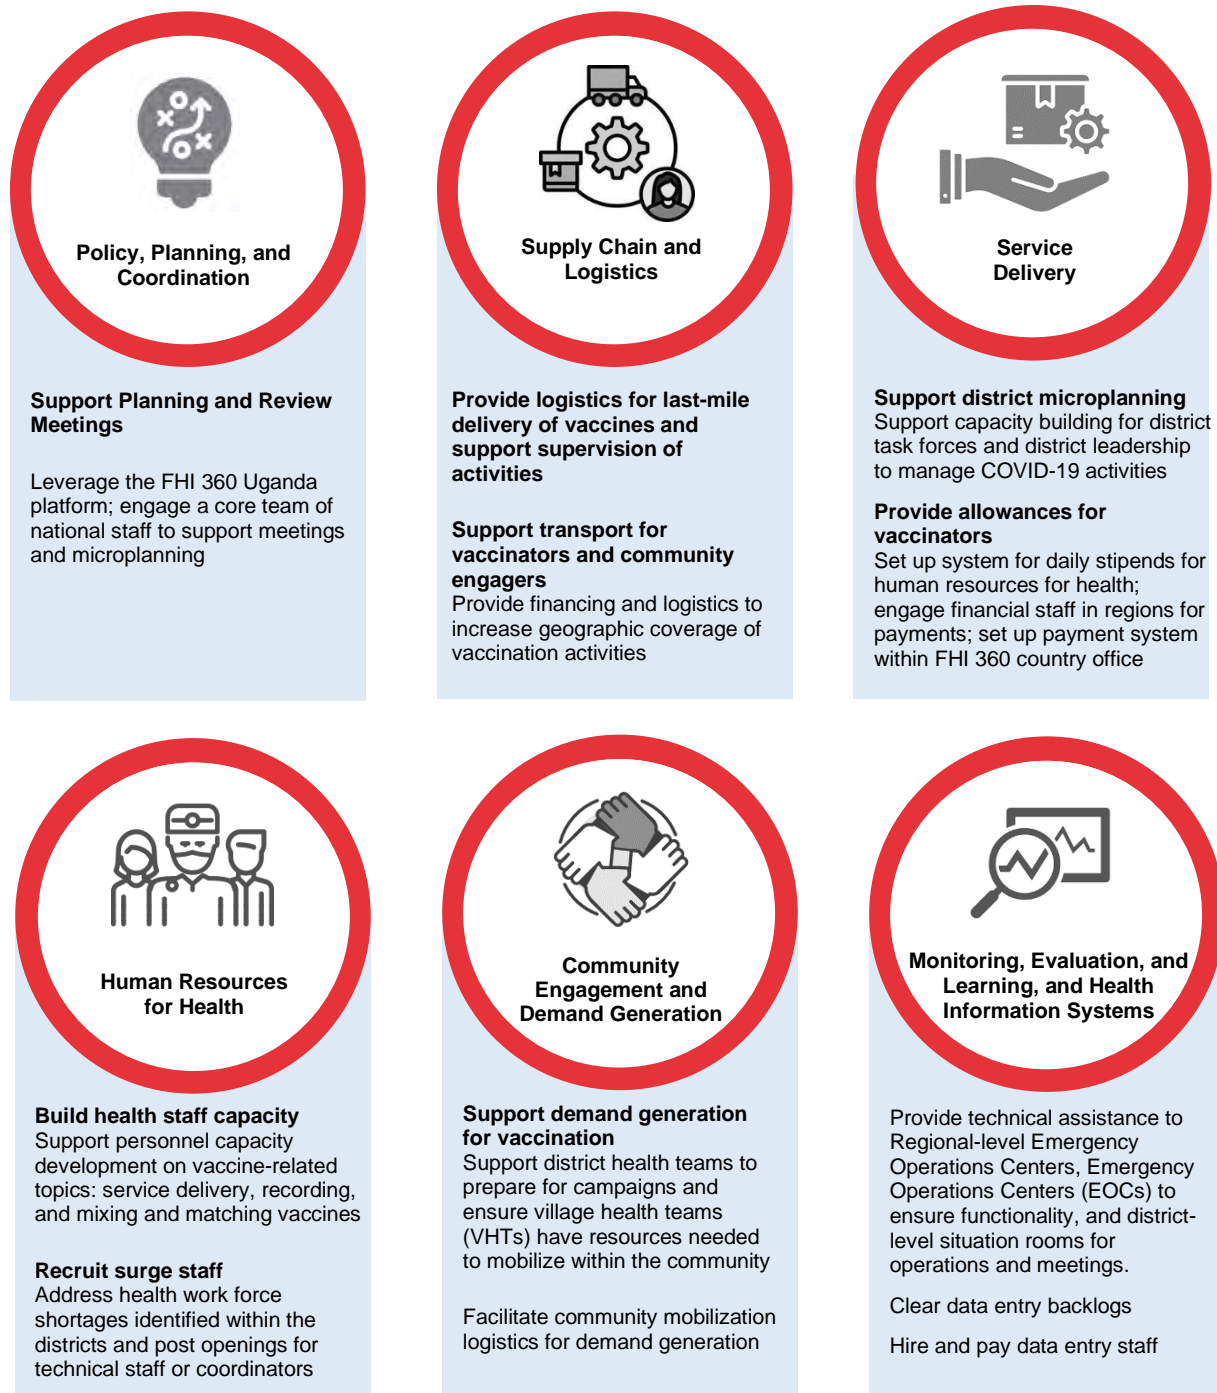 Policy, Planning, and
Coordination
Support Planning and Review
Meetings
Leverage the FHI 360 Uganda
platform; engage a core team of
national staff to support meetings
and microplanning
Supply Chain and
Logistics
Provide logistics for last-mile
delivery of vaccines and
support supervision of
activities
Support transport for
vaccinators and community
engagers
Provide financing and logistics to
increase geographic coverage of
vaccination activities
Service
Delivery
Support district microplanning
Support capacity building for district
task forces and district leadership
to manage COVID-19 activities
Provide allowances for
vaccinators
Set up system for daily stipends for
human resources for health;
engage financial staff in regions for
payments; set up payment system
within FHI 360 country office
Human Resources
for Health
Build health staff capacity
Support personnel capacity
development on vaccine-related
topics: service delivery, recording,
and mixing and matching vaccines
Recruit surge staff
Address health work force
shortages identified within the
districts and post openings for
technical staff or coordinators
Community
Engagement and
Demand Generation
Support demand generation
for vaccination
Support district health teams to
prepare for campaigns and
ensure village health teams
(VHTs) have resources needed
to mobilize within the community
Facilitate community mobilization
logistics for demand generation
Monitoring, Evaluation, and
Learning, and Health
Information Systems
Provide technical assistance to
Regional-level Emergency
Operations Centers, Emergency
Operations Centers (EOCs) to
ensure functionality, and district-
level situation rooms for
operations and meetings.
Clear data entry backlogs
Hire and pay data entry staff